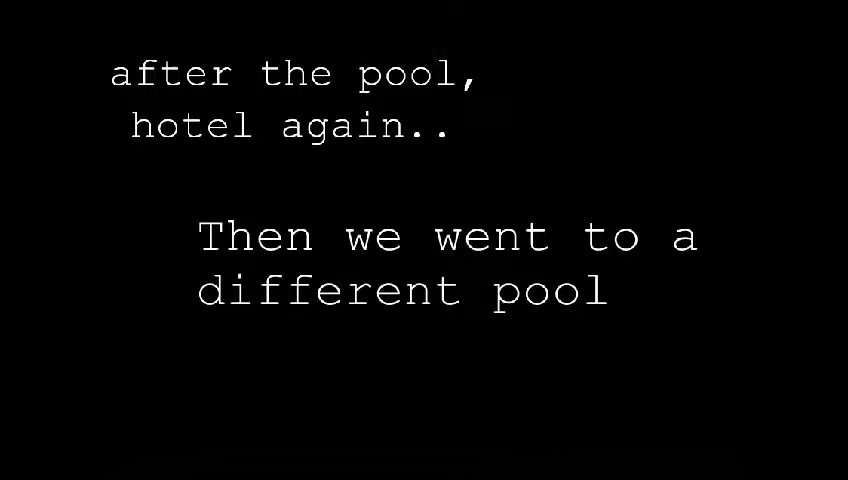 after the pool,
hotel again..
Then we went to a
different pool